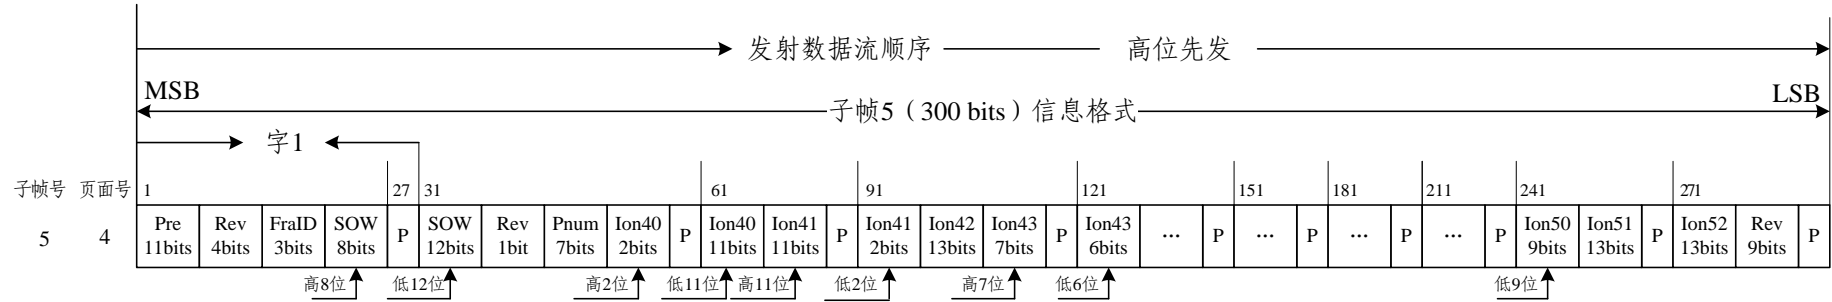 发射数据流顺序 高位先发
MSB LSB
子帧5（300 bits）信息格式
字1
子帧号 页面号 1 27 31 61 91 121 151 181 211 241 271
5 4 Pre 11bits Rev 4bits FraID 3bits SOW 8bits P SOW 12bits Rev 1bit Pnum 7bits Ion40 2bits P Ion40 11bits Ion41 11bits P Ion41 2bits Ion42 13bits Ion43 7bits P Ion43 6bits … P … P … P … P Ion50 9bits Ion51 13bits P Ion52 13bits Rev 9bits P
高8位 低12位 高2位 低11位 高11位 低2位 高7位 低6位 低9位